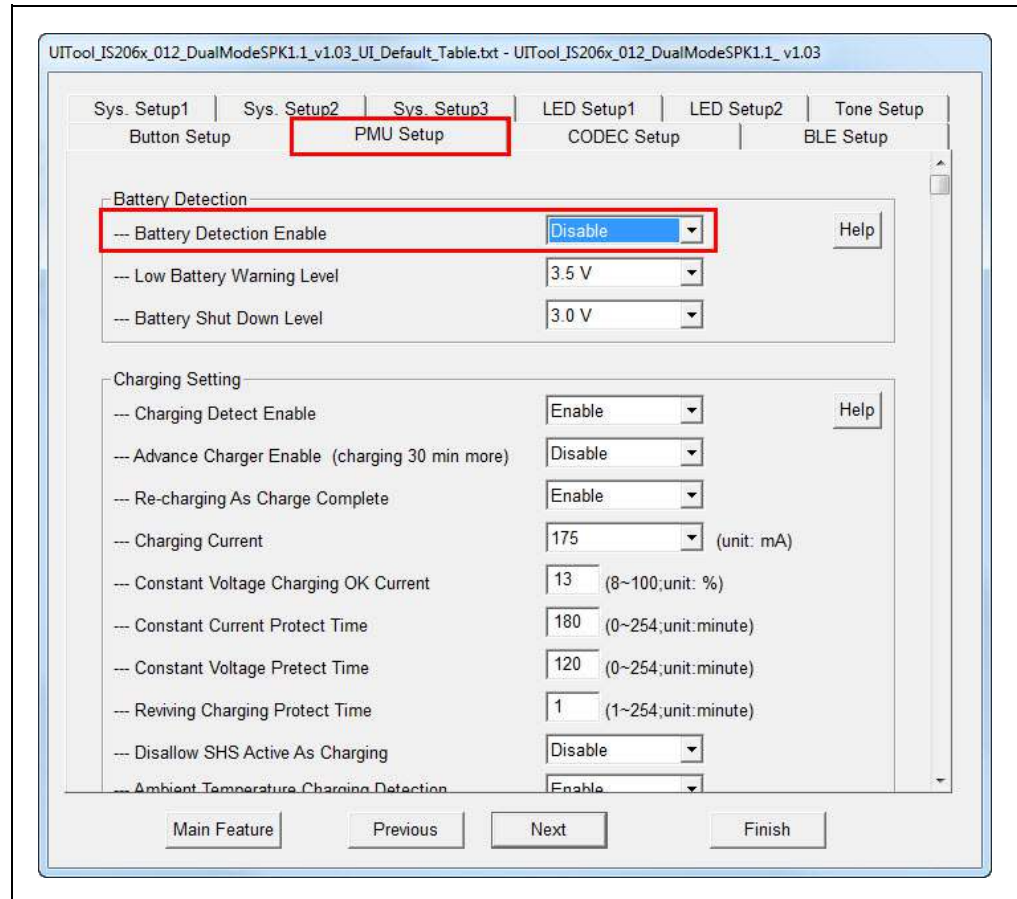 UITool_IS206x_012_DualModeSPK1.1_v1.03_UI_Default_Table.txt - UITool_IS206x_012_DualModeSPK1.1_ v1.03
Sys. Setup1 Sys. Setup2 Sys. Setup3 LED Setup1 LED Setup2 Tone Setup
Button Setup PMU Setup CODEC Setup BLE Setup
Battery Detection
--- Battery Detection Enable Disable Help
--- Low Battery Warning Level 3.5 V
--- Battery Shut Down Level 3.0 V
Charging Setting
--- Charging Detect Enable Enable Help
--- Advance Charger Enable (charging 30 min more) Disable
--- Re-charging As Charge Complete Enable
--- Charging Current 175 (unit: mA)
--- Constant Voltage Charging OK Current 13 (8~100;unit: %)
--- Constant Current Protect Time 180 (0~254;unit:minute)
--- Constant Voltage Pretect Time 120 (0~254;unit:minute)
--- Reviving Charging Protect Time 1 (1~254;unit:minute)
--- Disallow SHS Active As Charging Disable
--- Ambient Temperature Charging Detection Enable
Main Feature Previous Next Finish